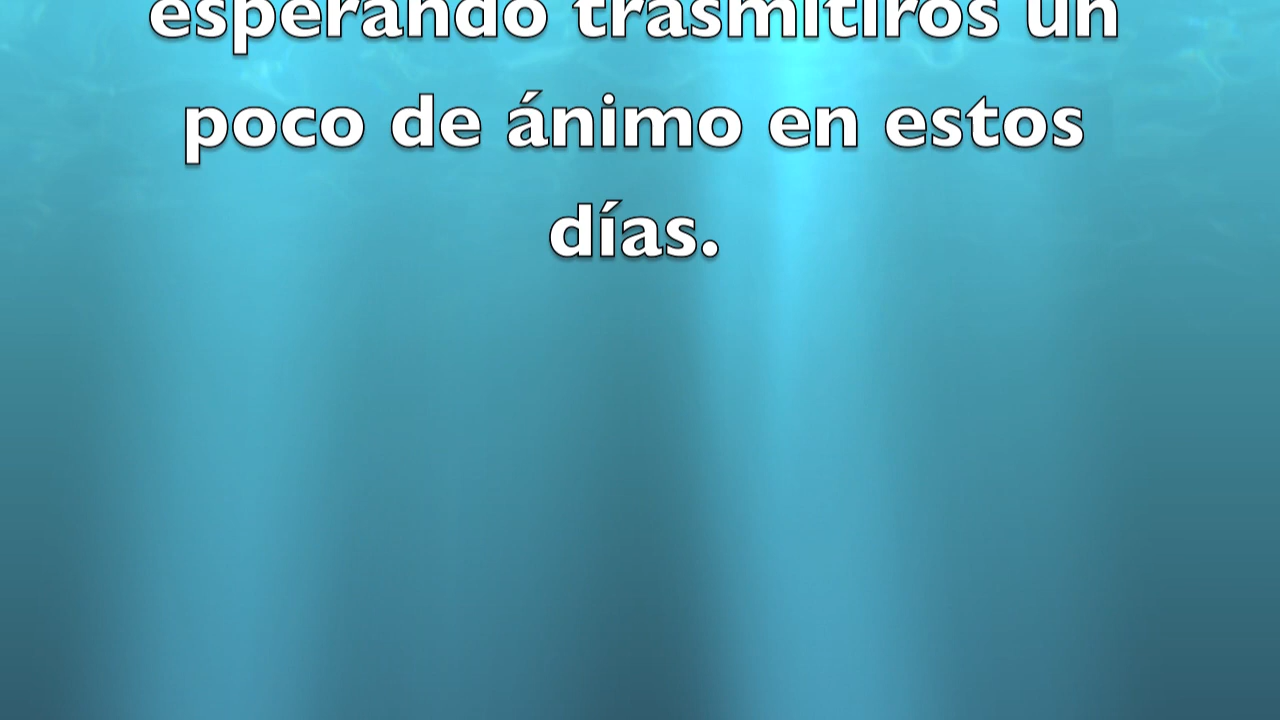 esperando trasmitiros un
poco de ánimo en estos
días.